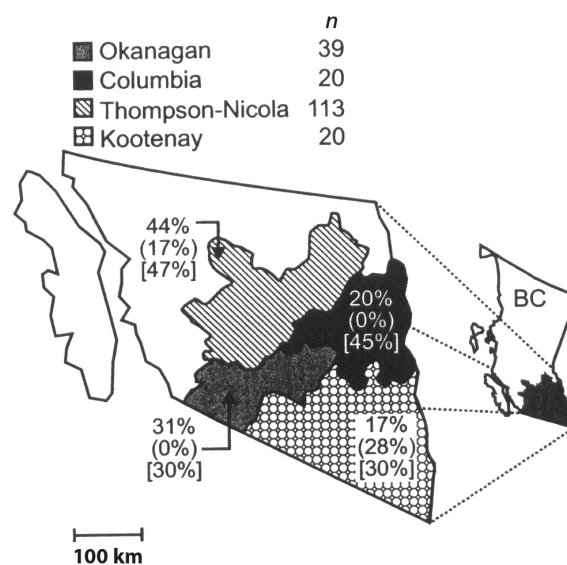 n
Okanagan 39
Columbia 20
Thompson-Nicola 113
Kootenay 20
44%
(17%)
[47%]
20%
(0%)
[45%]
BC
31%
(0%)
[30%]
17%
(28%)
[30%]
100 km